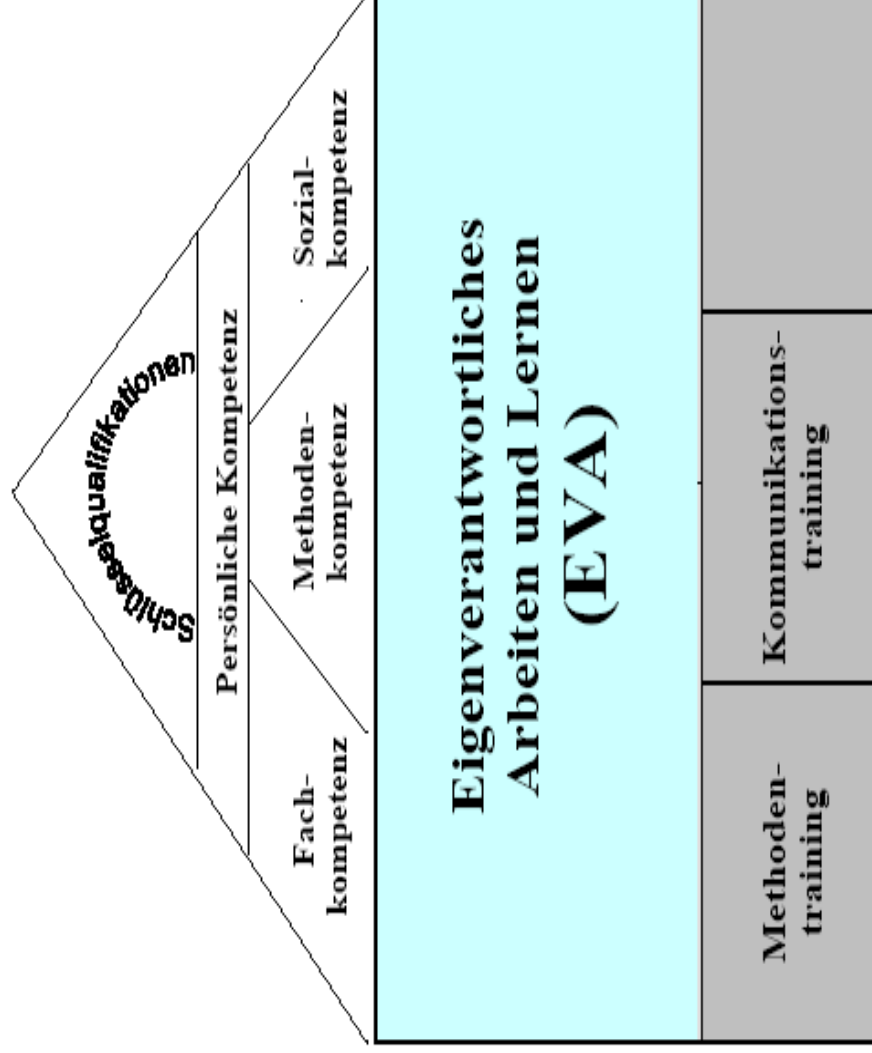 Schlüsselqualifikationen
Persönliche Kompetenz
Fach-
kompetenz
Methoden-
kompetenz
Sozial-
kompetenz
Eigenverantwortliches
Arbeiten und Lernen
(EVA)
Methoden-
training
Kommunikations-
training